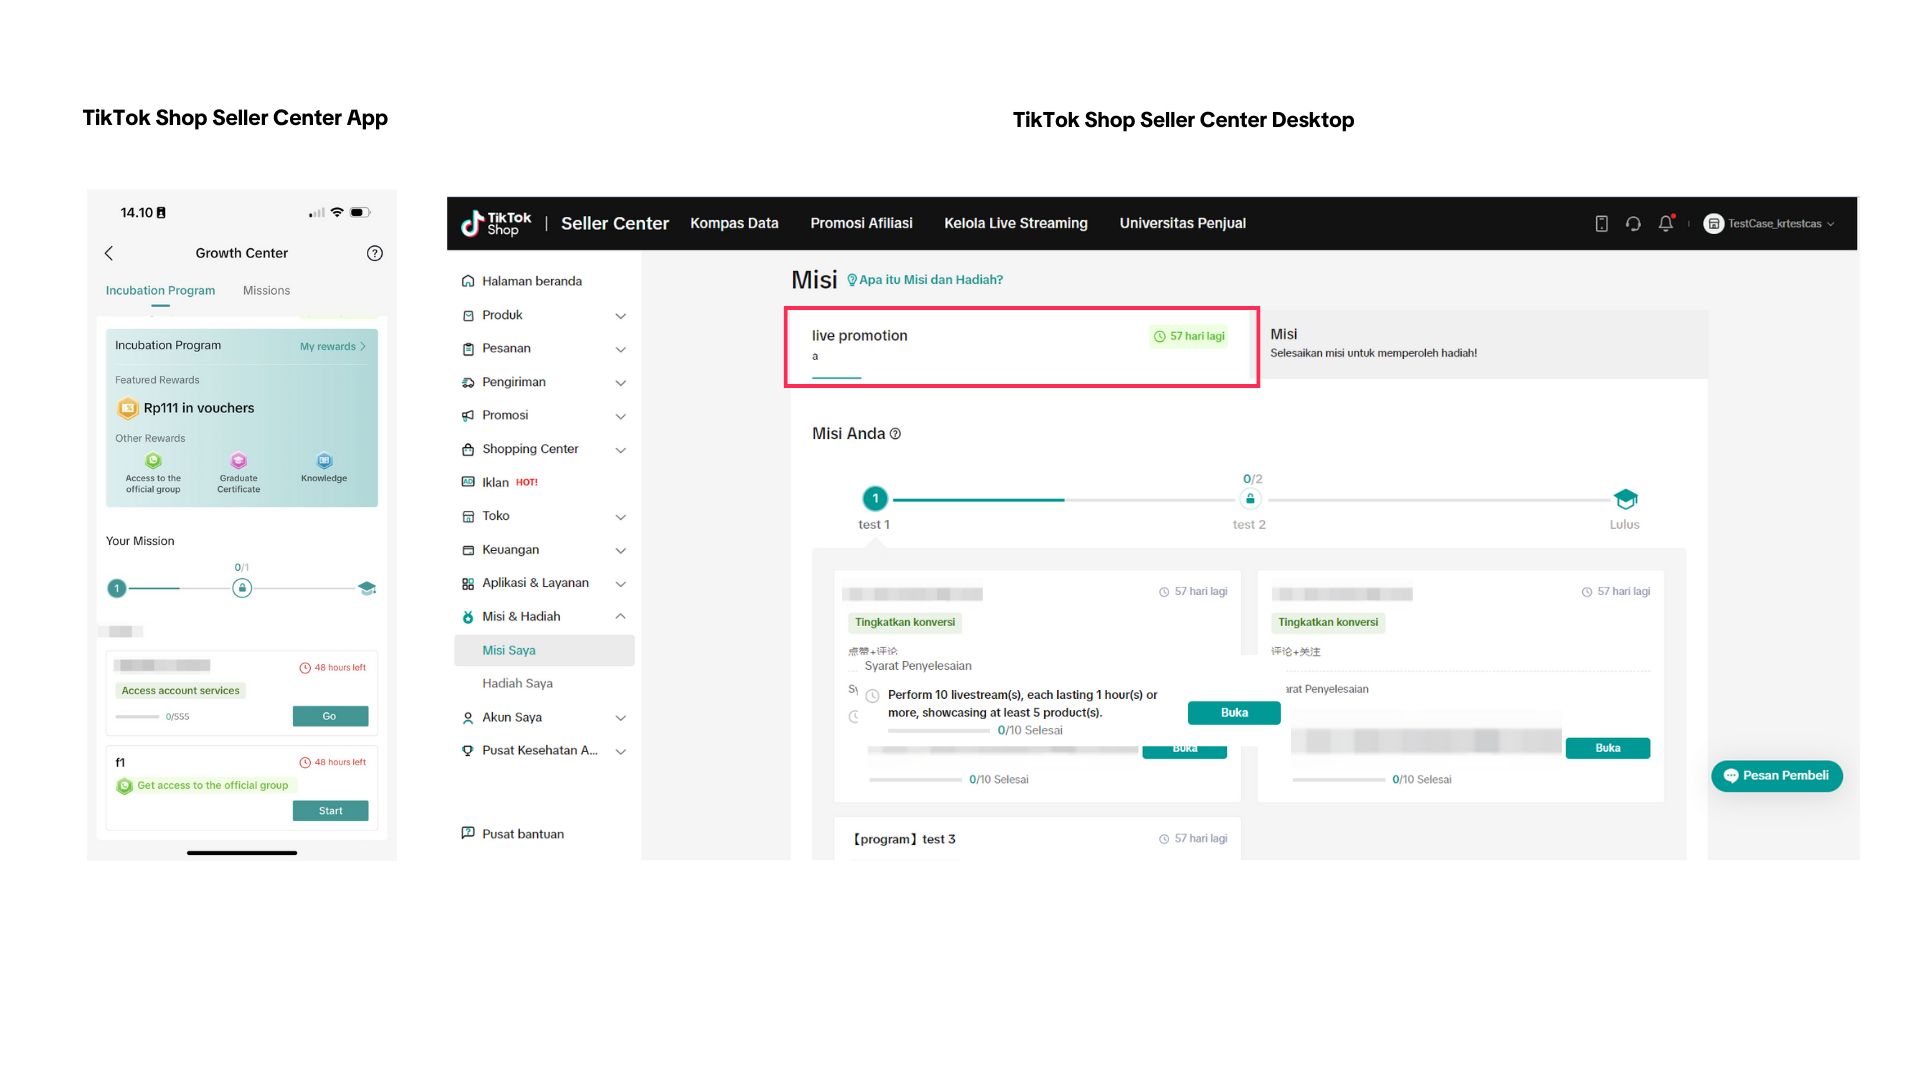 TikTok Shop Seller Center App
TikTok Shop Seller Center Desktop
14.10
Growth Center
Incubation Program
Missions
Incubation Program
My rewards
Featured Rewards
Rp111 in vouchers
Other Rewards
Access to the
official group
Graduate
Certificate
Knowledge
Your Mission
0/1
1
48 hours left
Access account services
0/555
Go
f1
48 hours left
Get access to the official group
Start
TikTok
Shop
Seller Center
Kompas Data
Promosi Afiliasi
Kelola Live Streaming
Universitas Penjual
TestCase_krtestcas
Halaman beranda
Produk
Pesanan
Pengiriman
Promosi
Shopping Center
Iklan HOT!
Toko
Keuangan
Aplikasi & Layanan
Misi & Hadiah
Misi Saya
Hadiah Saya
Akun Saya
Pusat Kesehatan A...
Pusat bantuan
Misi
Apa itu Misi dan Hadiah?
live promotion
57 hari lagi
a
Misi
Selesaikan misi untuk memperoleh hadiah!
Misi Anda
0/2
1
test 1
test 2
Lulus
57 hari lagi
Tingkatkan konversi
点赞+评论
Syarat Penyelesaian
Perform 10 livestream(s), each lasting 1 hour(s) or
more, showcasing at least 5 product(s).
0/10 Selesai
Buka
Buka
0/10 Selesai
57 hari lagi
Tingkatkan konversi
评论+关注
arat Penyelesaian
Buka
0/10 Selesai
【program】test 3
57 hari lagi
Pesan Pembeli